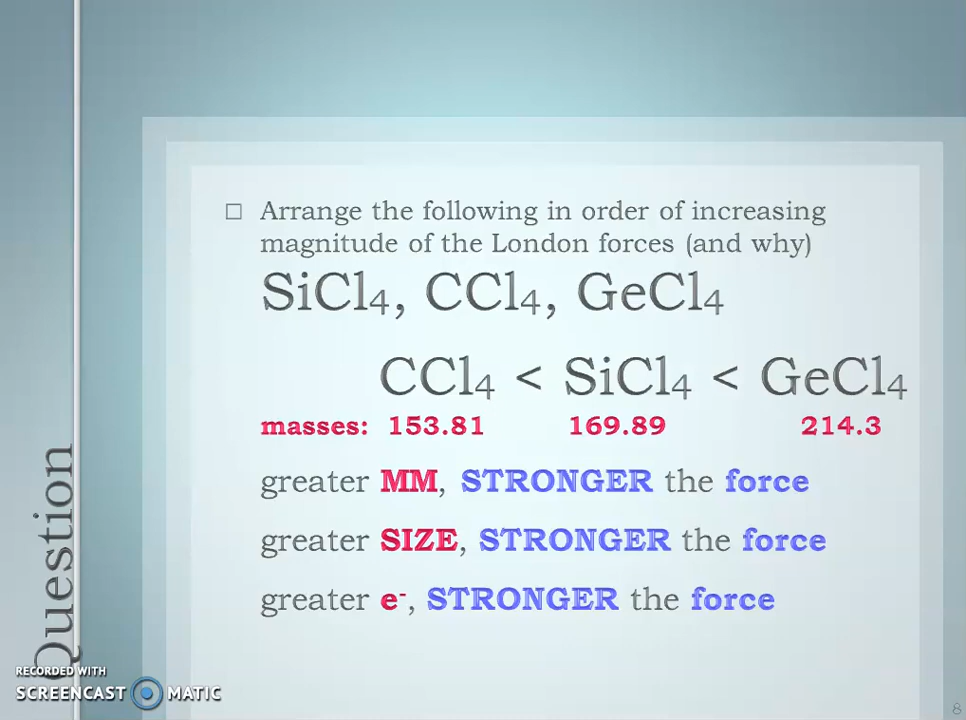 Arrange the following in order of increasing
magnitude of the London forces (and why)
SiCl₄, CCl₄, GeCl₄
CCl₄ < SiCl₄ < GeCl₄
masses: 153.81 169.89 214.3
greater MM, STRONGER the force
greater SIZE, STRONGER the force
greater e⁻, STRONGER the force
Question
RECORDED WITH
SCREENCAST MATIC
8